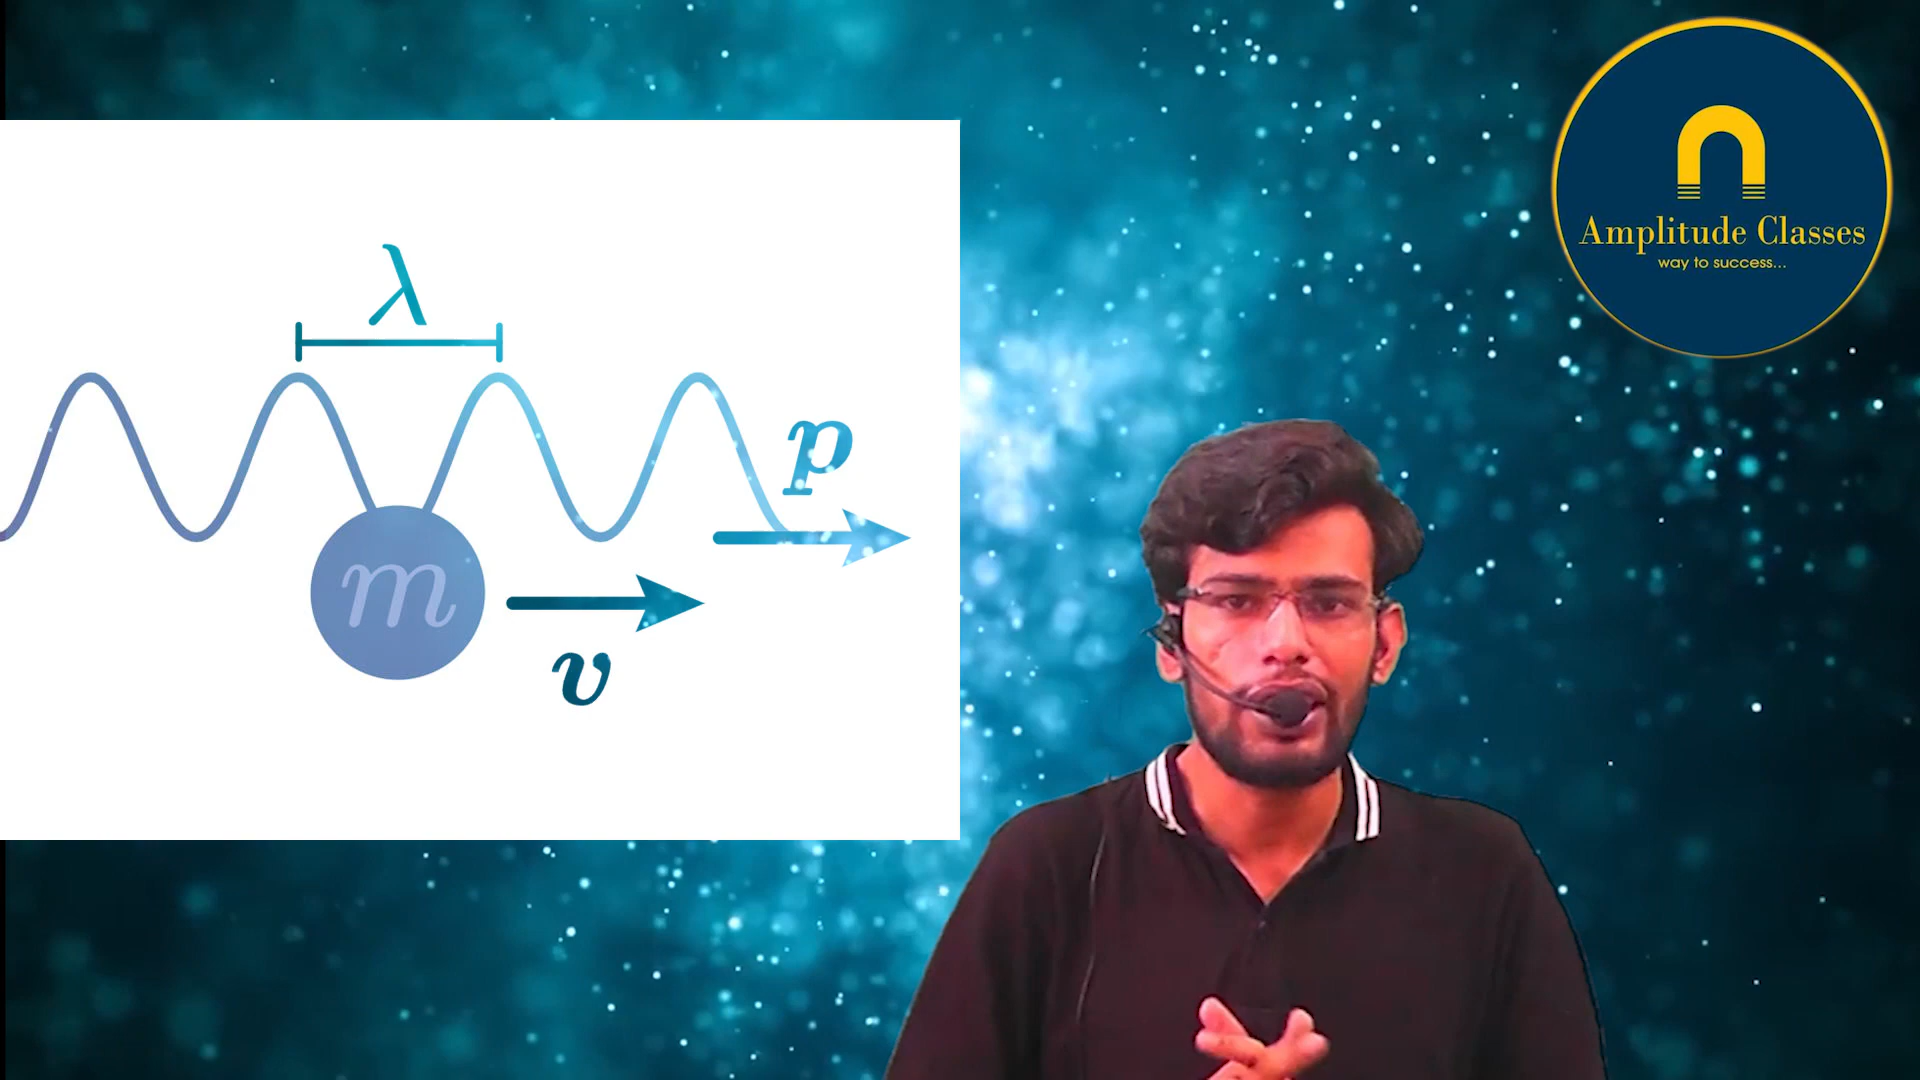 λ
p
m
v
Amplitude Classes
way to success...